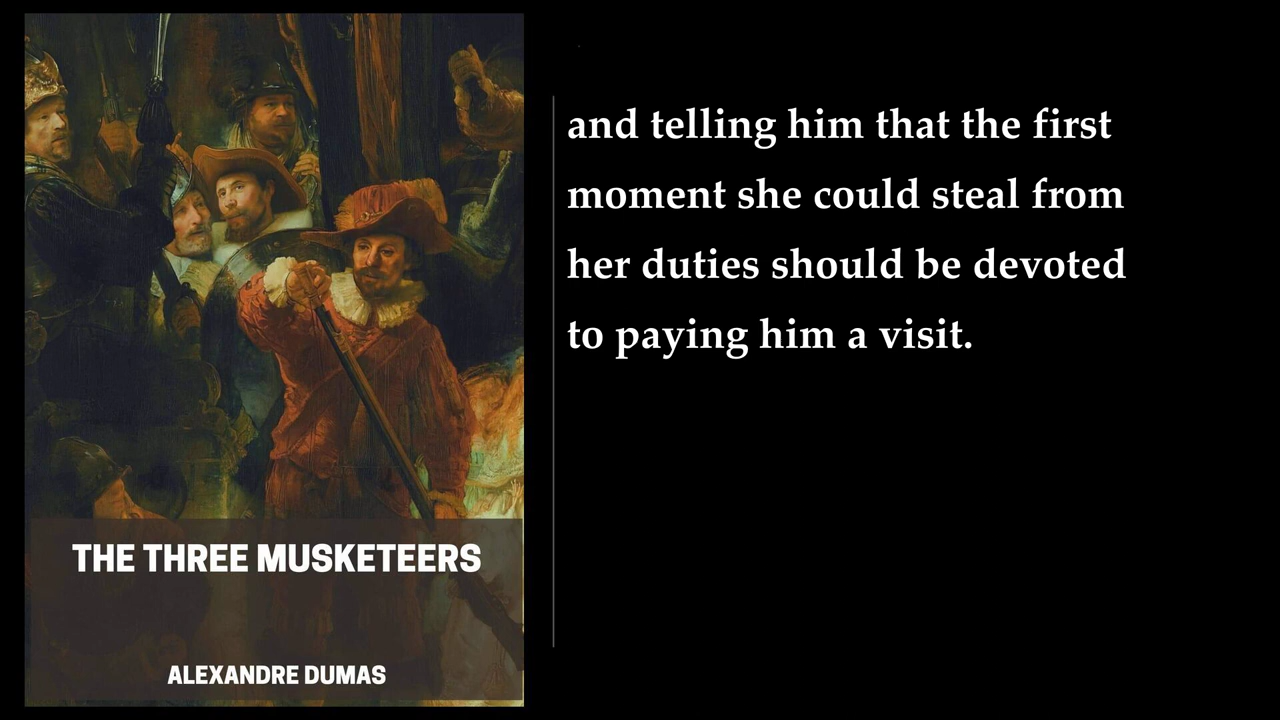 and telling him that the first
moment she could steal from
her duties should be devoted
to paying him a visit.
THE THREE MUSKETEERS
ALEXANDRE DUMAS